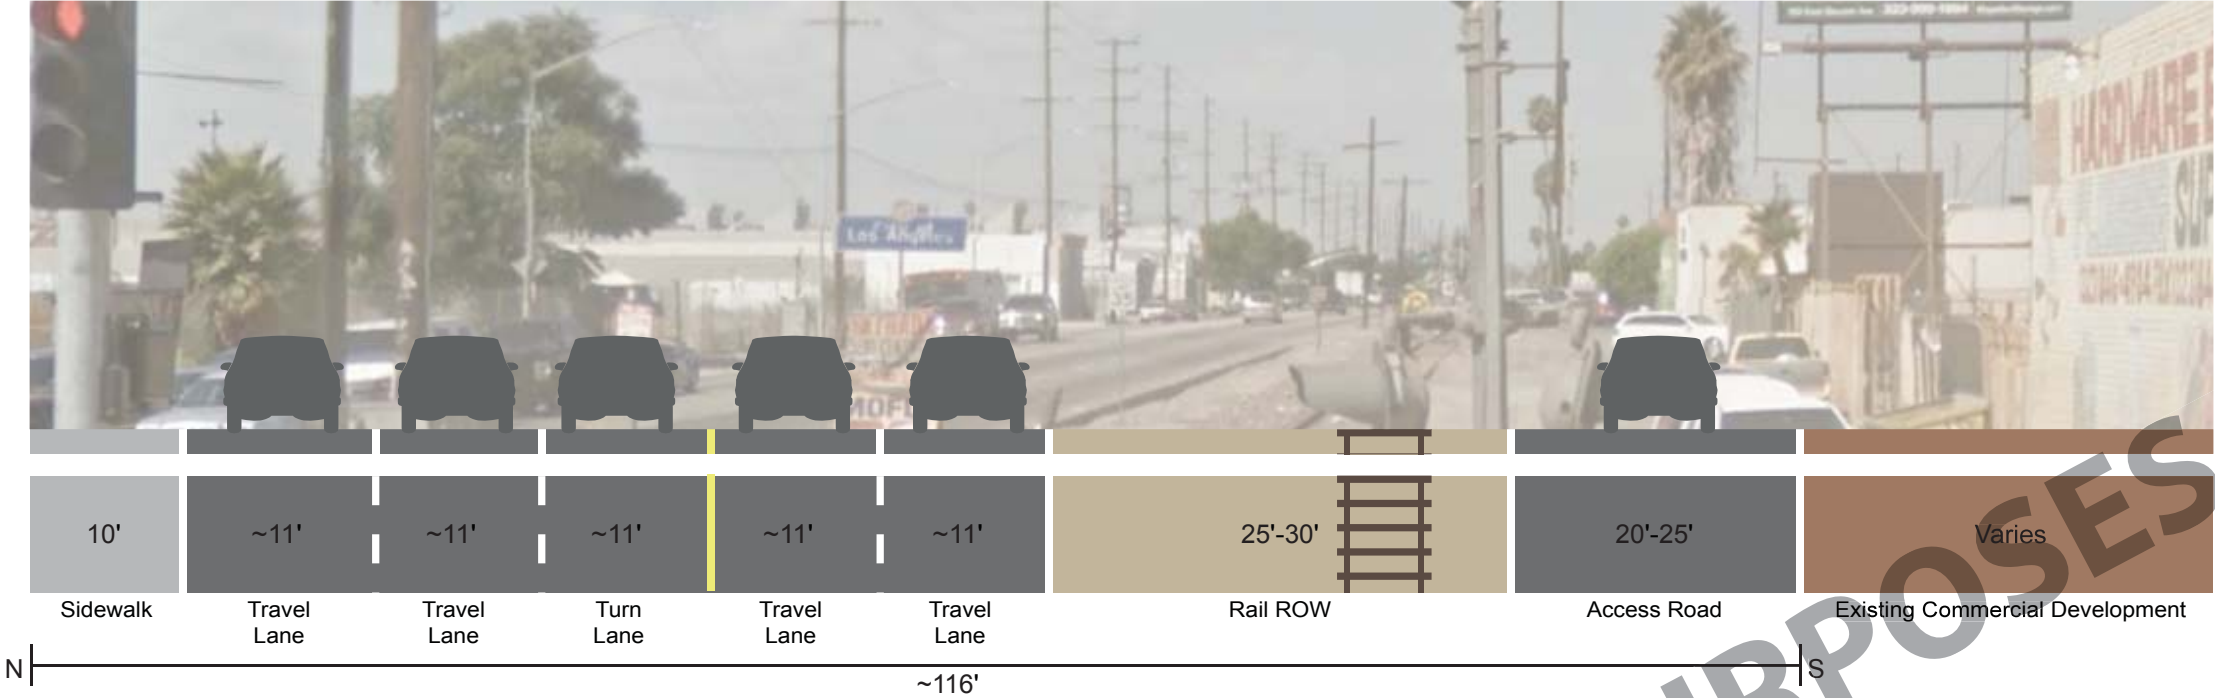 Los Angeles
HARDWARE
10'
~11'
~11'
~11'
~11'
~11'
25'-30'
20'-25'
Varies
Sidewalk
Travel
Lane
Travel
Lane
Turn
Lane
Travel
Lane
Travel
Lane
Rail ROW
Access Road
Existing Commercial Development
N
S
~116'
URPOSES